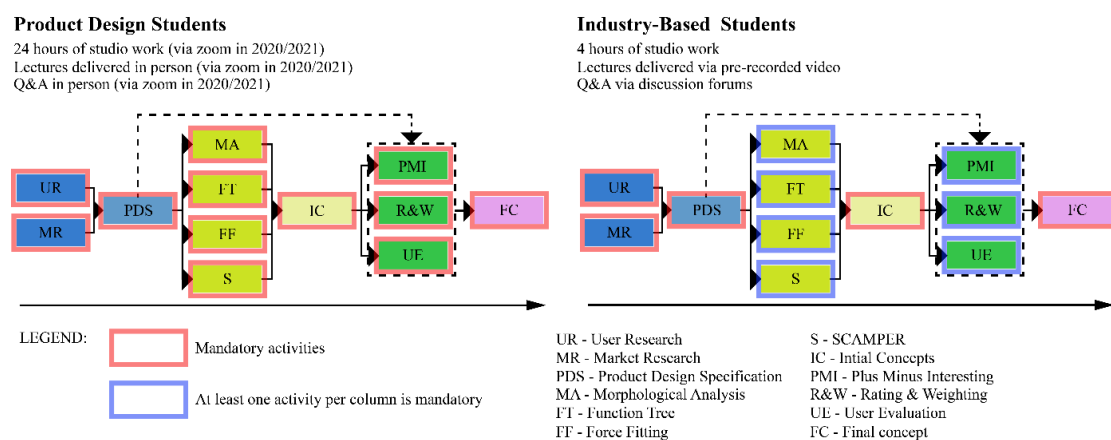 Product Design Students
24 hours of studio work (via zoom in 2020/2021)
Lectures delivered in person (via zoom in 2020/2021)
Q&A in person (via zoom in 2020/2021)
UR
MR
PDS
MA
FT
FF
S
IC
PMI
R&W
UE
FC
Industry-Based Students
4 hours of studio work
Lectures delivered via pre-recorded video
Q&A via discussion forums
UR
MR
PDS
MA
FT
FF
S
IC
PMI
R&W
UE
FC
LEGEND:
Mandatory activities
At least one activity per column is mandatory
UR - User Research
MR - Market Research
PDS - Product Design Specification
MA - Morphological Analysis
FT - Function Tree
FF - Force Fitting
S - SCAMPER
IC - Intial Concepts
PMI - Plus Minus Interesting
R&W - Rating & Weighting
UE - User Evaluation
FC - Final concept